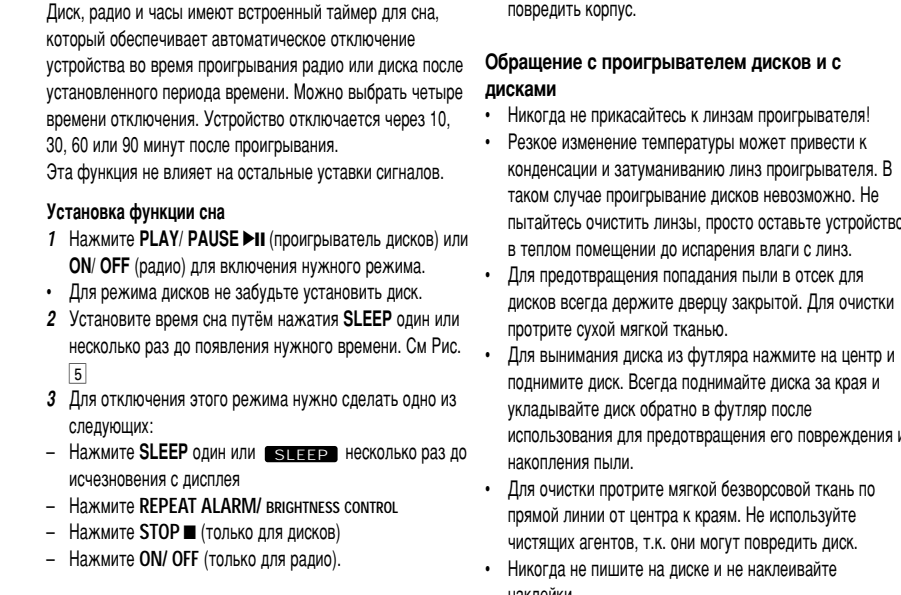 Диск, радио и часы имеют встроенный таймер для сна,
который обеспечивает автоматическое отключение
устройства во время проигрывания радио или диска после
установленного периода времени. Можно выбрать четыре
времени отключения. Устройство отключается через 10,
30, 60 или 90 минут после проигрывания.
Эта функция не влияет на остальные уставки сигналов.
Установка функции сна
1 Нажмите PLAY/ PAUSE ▶II (проигрыватель дисков) или
ON/ OFF (радио) для включения нужного режима.
• Для режима дисков не забудьте установить диск.
2 Установите время сна путём нажатия SLEEP один или
несколько раз до появления нужного времени. См Рис.
5
3 Для отключения этого режима нужно сделать одно из
следующих:
– Нажмите SLEEP один или SLEEP несколько раз до
исчезновения с дисплея
– Нажмите REPEAT ALARM/ BRIGHTNESS CONTROL
– Нажмите STOP ■ (только для дисков)
– Нажмите ON/ OFF (только для радио).
повредить корпус.
Обращение с проигрывателем дисков и с
дисками
• Никогда не прикасайтесь к линзам проигрывателя!
• Резкое изменение температуры может привести к
конденсации и затуманиванию линз проигрывателя. В
таком случае проигрывание дисков невозможно. Не
пытайтесь очистить линзы, просто оставьте устройство
в теплом помещении до испарения влаги с линз.
• Для предотвращения попадания пыли в отсек для
дисков всегда держите дверцу закрытой. Для очистки
протрите сухой мягкой тканью.
• Для вынимания диска из футляра нажмите на центр и
поднимите диск. Всегда поднимайте диска за края и
укладывайте диск обратно в футляр после
использования для предотвращения его повреждения и
накопления пыли.
• Для очистки протрите мягкой безворсовой ткань по
прямой линии от центра к краям. Не используйте
чистящих агентов, т.к. они могут повредить диск.
• Никогда не пишите на диске и не наклеивайте
наклейки.